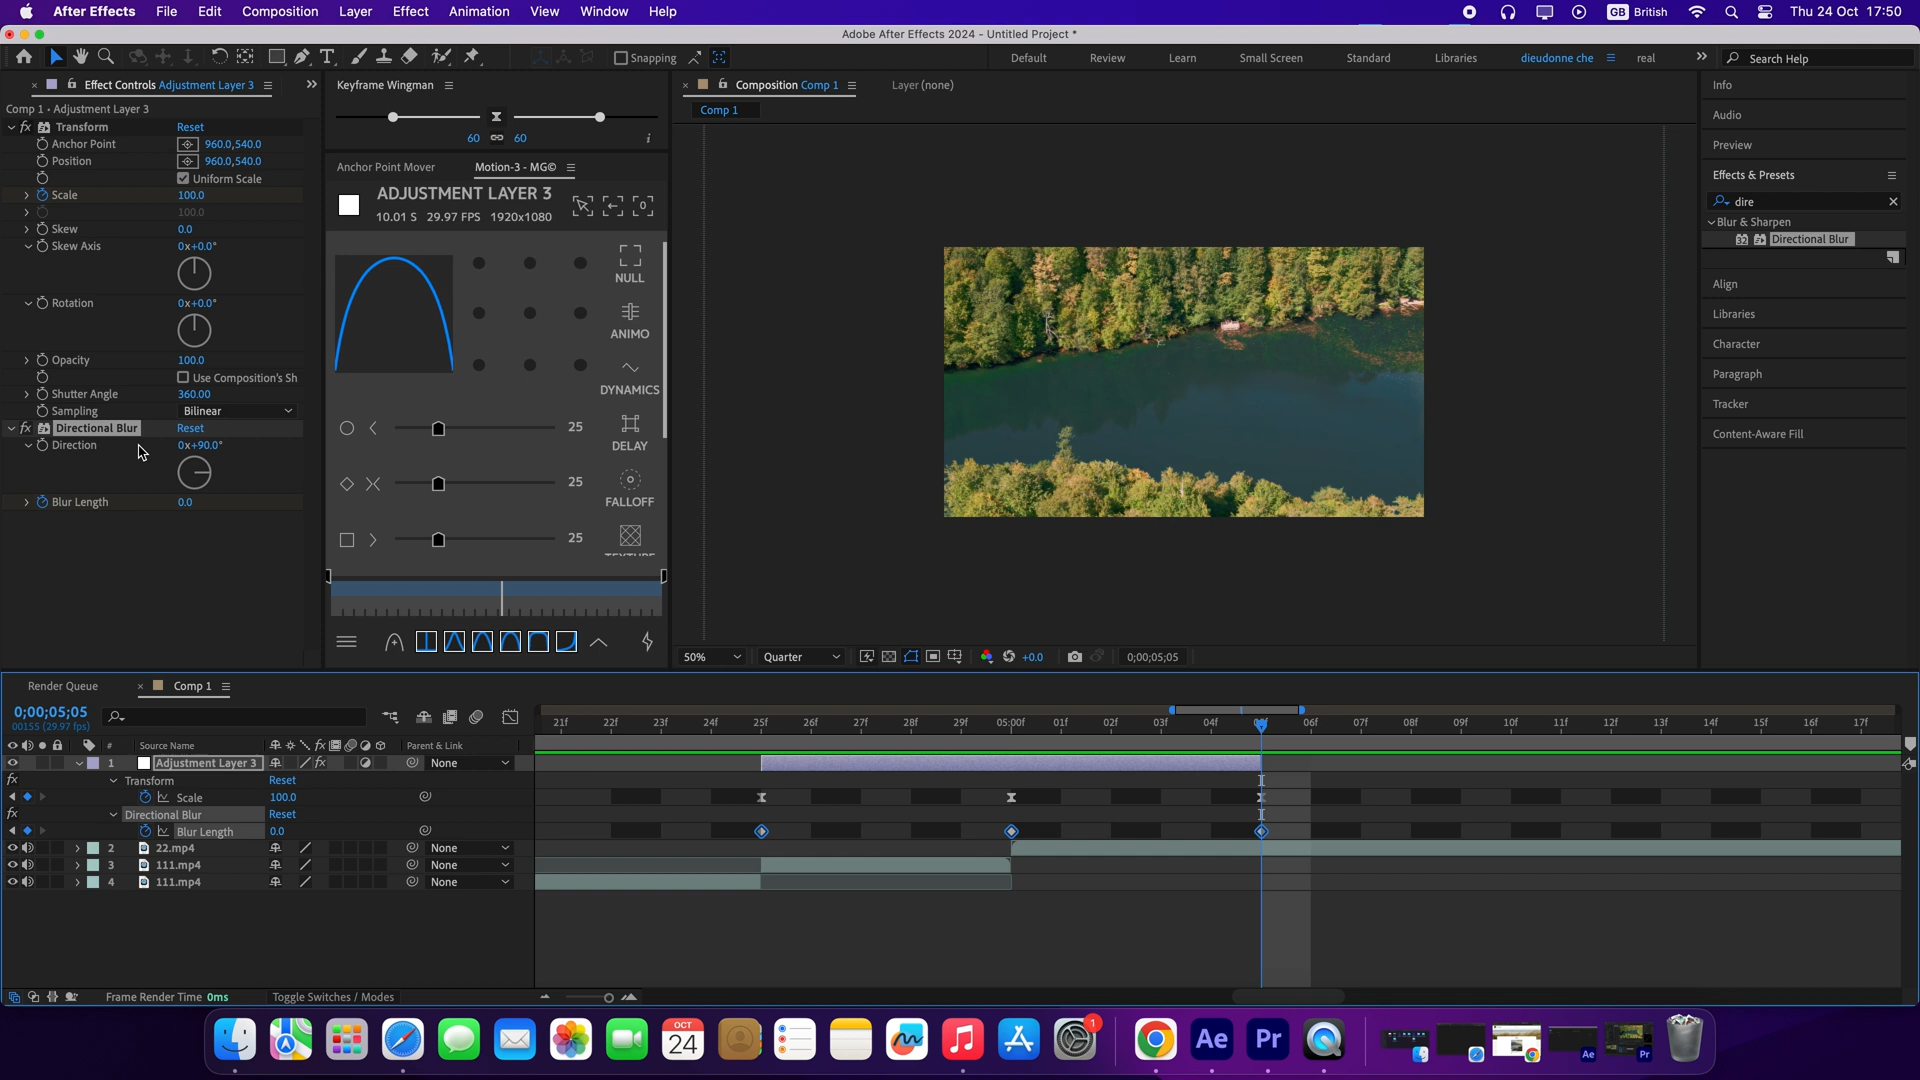 After Effects File Edit Composition Layer Effect Animation View Window Help GB British Thu 24 Oct 17:50
Adobe After Effects 2024 - Untitled Project *
Snapping Default Review Learn Small Screen Standard Libraries dieudonne che real Search Help
Effect Controls Adjustment Layer 3
Comp 1 • Adjustment Layer 3
fx Transform Reset
Anchor Point 960.0,540.0
Position 960.0,540.0
Uniform Scale
Scale 100.0
100.0
Skew 0.0
Skew Axis 0x+0.0°
Rotation 0x+0.0°
Opacity 100.0
Use Composition's Sh
Shutter Angle 360.00
Sampling Bilinear
fx Directional Blur Reset
Direction 0x+90.0°
Blur Length 0.0
Keyframe Wingman
60 60 i
Anchor Point Mover Motion-3 - MG©
ADJUSTMENT LAYER 3
10.01 S 29.97 FPS 1920x1080
NULL
ANIMO
DYNAMICS
25
DELAY
25
FALLOFF
25
Composition Comp 1 Layer (none)
Comp 1
50% Quarter +0.0 0;00;05;05
Info
Audio
Preview
Effects & Presets
dire
Blur & Sharpen
32 Directional Blur
Align
Libraries
Character
Paragraph
Tracker
Content-Aware Fill
Render Queue Comp 1
0;00;05;05
00155 (29.97 fps)
21f 22f 23f 24f 25f 26f 27f 28f 29f 05:00f 01f 02f 03f 04f 06f 07f 08f 09f 10f 11f 12f 13f 14f 15f 16f 17f
# Source Name Parent & Link
1 Adjustment Layer 3 fx None
fx Transform Reset
Scale 100.0
fx Directional Blur Reset
Blur Length 0.0
2 22.mp4 None
3 111.mp4 None
4 111.mp4 None
Frame Render Time 0ms Toggle Switches / Modes
OCT
24
1
Ae Pr